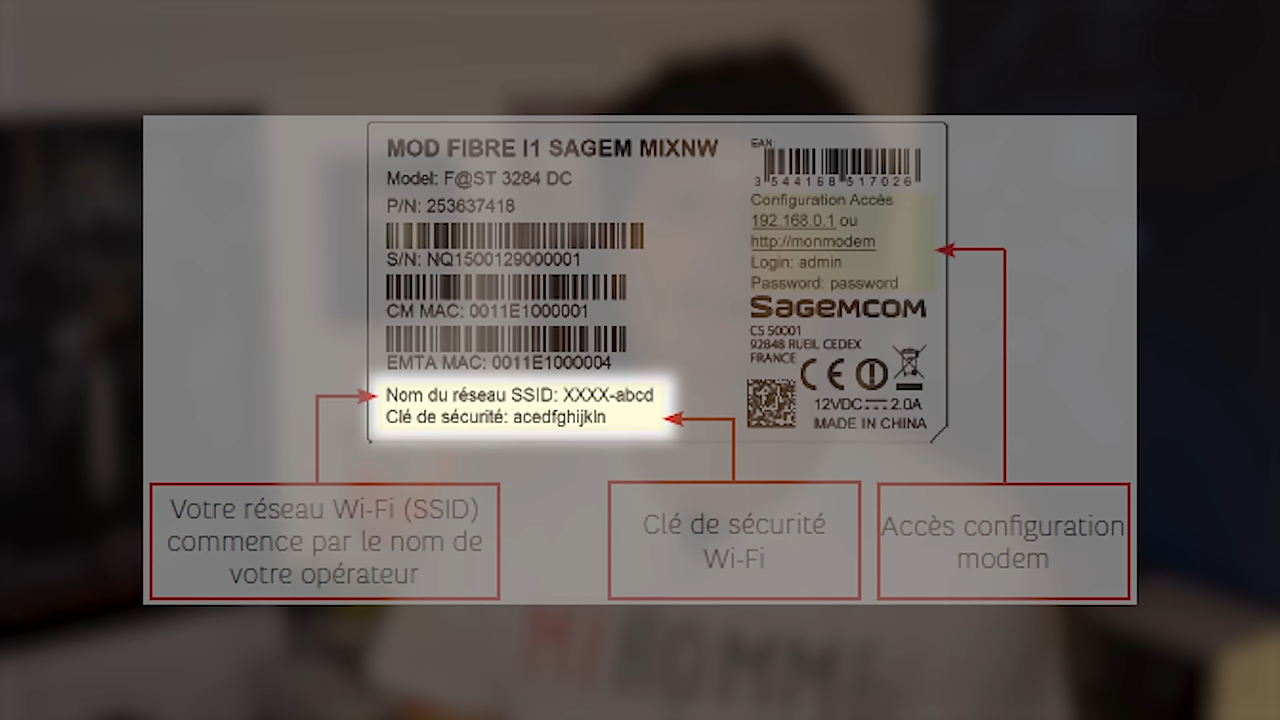 MOD FIBRE I1 SAGEM MIXNW
Model: F@ST 3284 DC
P/N: 253637418
S/N: NQ1500129000001
CM MAC: 0011E1000001
EMTA MAC: 0011E1000004
Nom du réseau SSID: XXXX-abcd
Clé de sécurité: acedfghijkln
EAN:
3 544168 517026
Configuration Accès
192.168.0.1 ou
http://monmodem
Login: admin
Password: password
SAGEMCOM
CS 50001
92848 RUEIL CEDEX
FRANCE
CE
12VDC 2.0A
MADE IN CHINA
Votre réseau Wi-Fi (SSID)
commence par le nom de
votre opérateur
Clé de sécurité
Wi-Fi
Accès configuration
modem